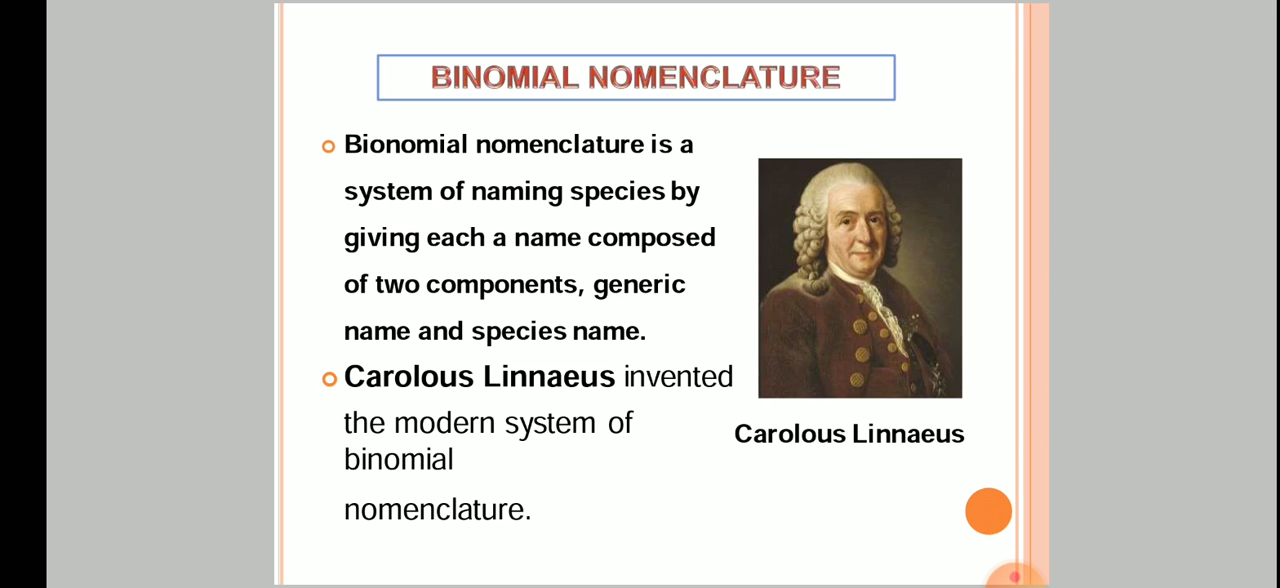 BINOMIAL NOMENCLATURE
Bionomial nomenclature is a
system of naming species by
giving each a name composed
of two components, generic
name and species name.
Carolous Linnaeus invented
the modern system of
binomial
nomenclature.
Carolous Linnaeus